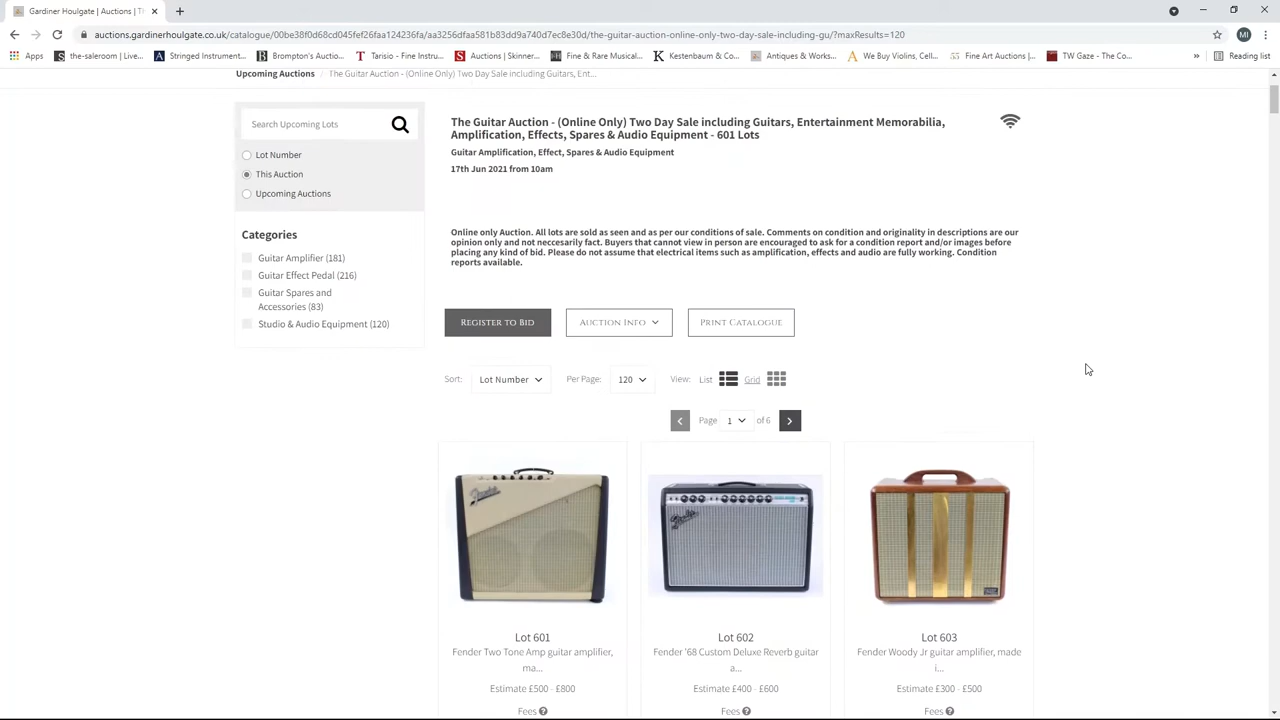 Gardiner Houlgate | Auctions | Th
auctions.gardinerhoulgate.co.uk/catalogue/00be38f0d68cd045fef26faa124236fa/aa3256dfaa581b83dd9a740d7ec8e30d/the-guitar-auction-online-only-two-day-sale-including-gu/?maxResults=120
MI
Apps
the-saleroom | Live...
Stringed Instrument...
Brompton's Auction...
Tarisio - Fine Instru...
Auctions | Skinner...
Fine & Rare Musical...
Kestenbaum & Co...
Antiques & Works...
We Buy Violins, Cell...
Fine Art Auctions |...
TW Gaze - The Co...
»
Reading list
Upcoming Auctions / The Guitar Auction - (Online Only) Two Day Sale including Guitars, Ent...
Search Upcoming Lots
Lot Number
This Auction
Upcoming Auctions
Categories
Guitar Amplifier (181)
Guitar Effect Pedal (216)
Guitar Spares and
Accessories (83)
Studio & Audio Equipment (120)
The Guitar Auction - (Online Only) Two Day Sale including Guitars, Entertainment Memorabilia,
Amplification, Effects, Spares & Audio Equipment - 601 Lots
Guitar Amplification, Effect, Spares & Audio Equipment
17th Jun 2021 from 10am
Online only Auction. All lots are sold as seen and as per our conditions of sale. Comments on condition and originality in descriptions are our
opinion only and not neccesarily fact. Buyers that cannot view in person are encouraged to ask for a condition report and/or images before
placing any kind of bid. Please do not assume that electrical items such as amplification, effects and audio are fully working. Condition
reports available.
Register to Bid
Auction Info
Print Catalogue
Sort: Lot Number Per Page: 120 View: List Grid
Page 1 of 6
Fender
Fender
Lot 601
Fender Two Tone Amp guitar amplifier,
ma...
Estimate £500 - £800
Fees
Lot 602
Fender '68 Custom Deluxe Reverb guitar
a...
Estimate £400 - £600
Fees
Lot 603
Fender Woody Jr guitar amplifier, made
i...
Estimate £300 - £500
Fees